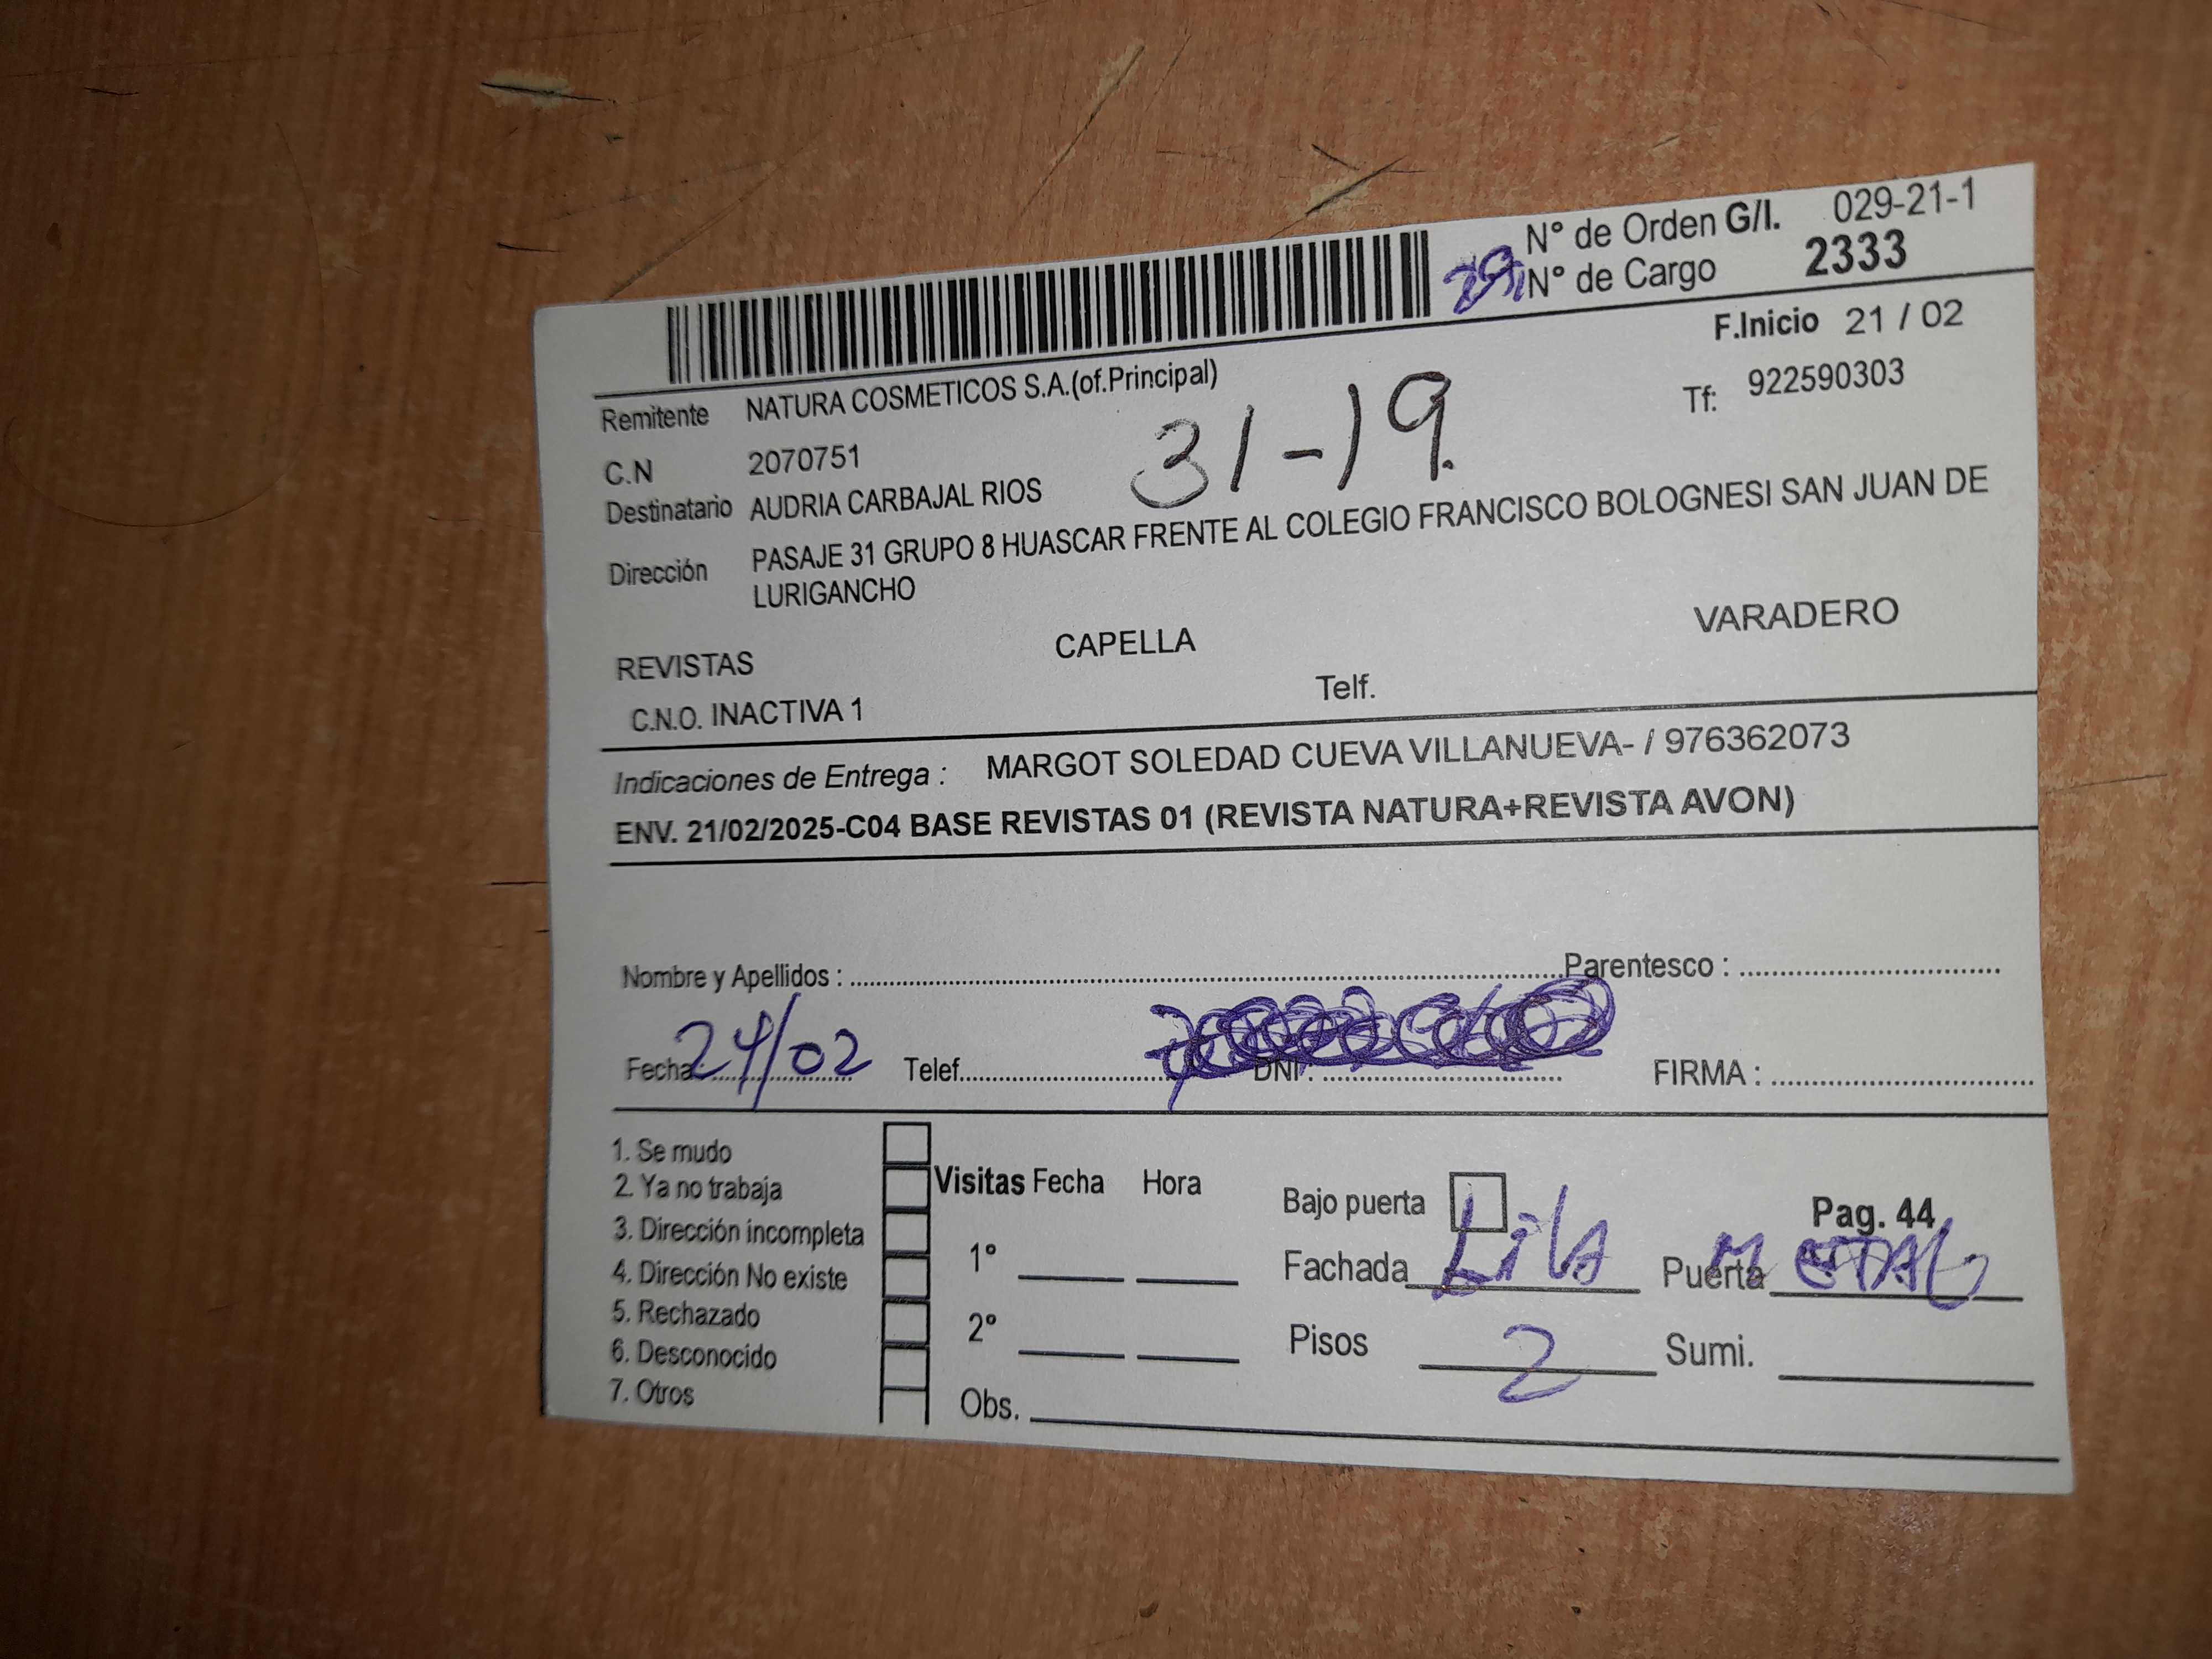 N° de Orden G/I. 029-21-1
N° de Cargo 2333
F.Inicio 21 / 02
Remitente NATURA COSMETICOS S.A.(of.Principal)
Tf: 922590303
C.N 2070751
31-19
Destinatario AUDRIA CARBAJAL RIOS
Dirección PASAJE 31 GRUPO 8 HUASCAR FRENTE AL COLEGIO FRANCISCO BOLOGNESI SAN JUAN DE
LURIGANCHO
REVISTAS CAPELLA VARADERO
C.N.O. INACTIVA 1 Telf.
Indicaciones de Entrega : MARGOT SOLEDAD CUEVA VILLANUEVA- / 976362073
ENV. 21/02/2025-C04 BASE REVISTAS 01 (REVISTA NATURA+REVISTA AVON)
Nombre y Apellidos : Parentesco :
Fecha: 24/02 Telef. DNI : FIRMA :
1. Se mudo
2. Ya no trabaja
3. Dirección incompleta
4. Dirección No existe
5. Rechazado
6. Desconocido
7. Otros
Visitas Fecha Hora
1°
2°
Obs.
Bajo puerta Pag. 44
Fachada LilA Puerta METAL
Pisos 2 Sumi.